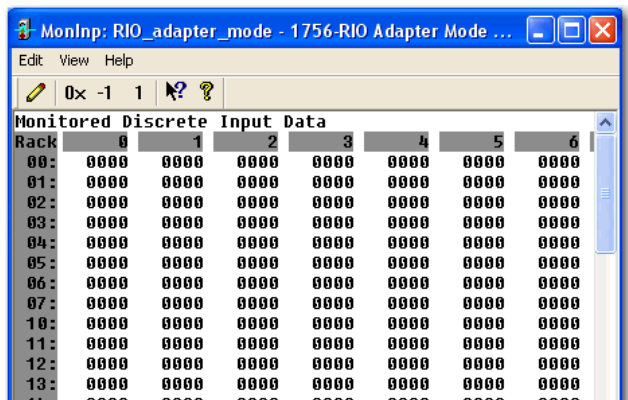 MonInp: RIO_adapter_mode - 1756-RIO Adapter Mode ...
Edit View Help
0x -1 1
Monitored Discrete Input Data
Rack 0 1 2 3 4 5 6
00: 0000 0000 0000 0000 0000 0000 0000
01: 0000 0000 0000 0000 0000 0000 0000
02: 0000 0000 0000 0000 0000 0000 0000
03: 0000 0000 0000 0000 0000 0000 0000
04: 0000 0000 0000 0000 0000 0000 0000
05: 0000 0000 0000 0000 0000 0000 0000
06: 0000 0000 0000 0000 0000 0000 0000
07: 0000 0000 0000 0000 0000 0000 0000
10: 0000 0000 0000 0000 0000 0000 0000
11: 0000 0000 0000 0000 0000 0000 0000
12: 0000 0000 0000 0000 0000 0000 0000
13: 0000 0000 0000 0000 0000 0000 0000